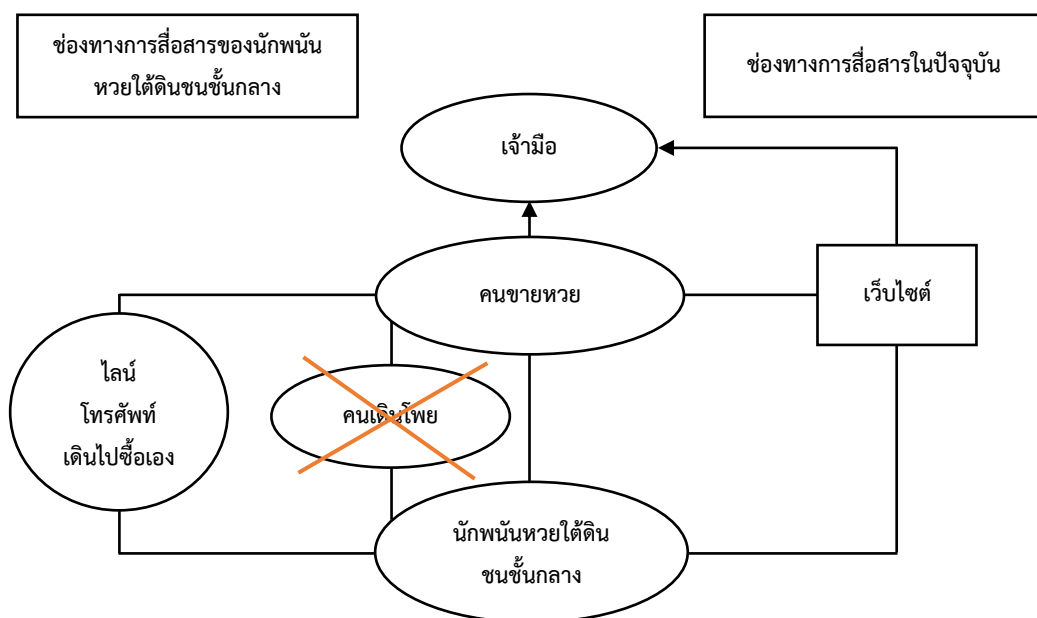 ช่องทางการสื่อสารของนักพนัน
หวยใต้ดินชนชั้นกลาง
ช่องทางการสื่อสารในปัจจุบัน
เจ้ามือ
คนขายหวย
เว็บไซต์
ไลน์
โทรศัพท์
เดินไปซื้อเอง
คนเดินโพย
นักพนันหวยใต้ดิน
ชนชั้นกลาง